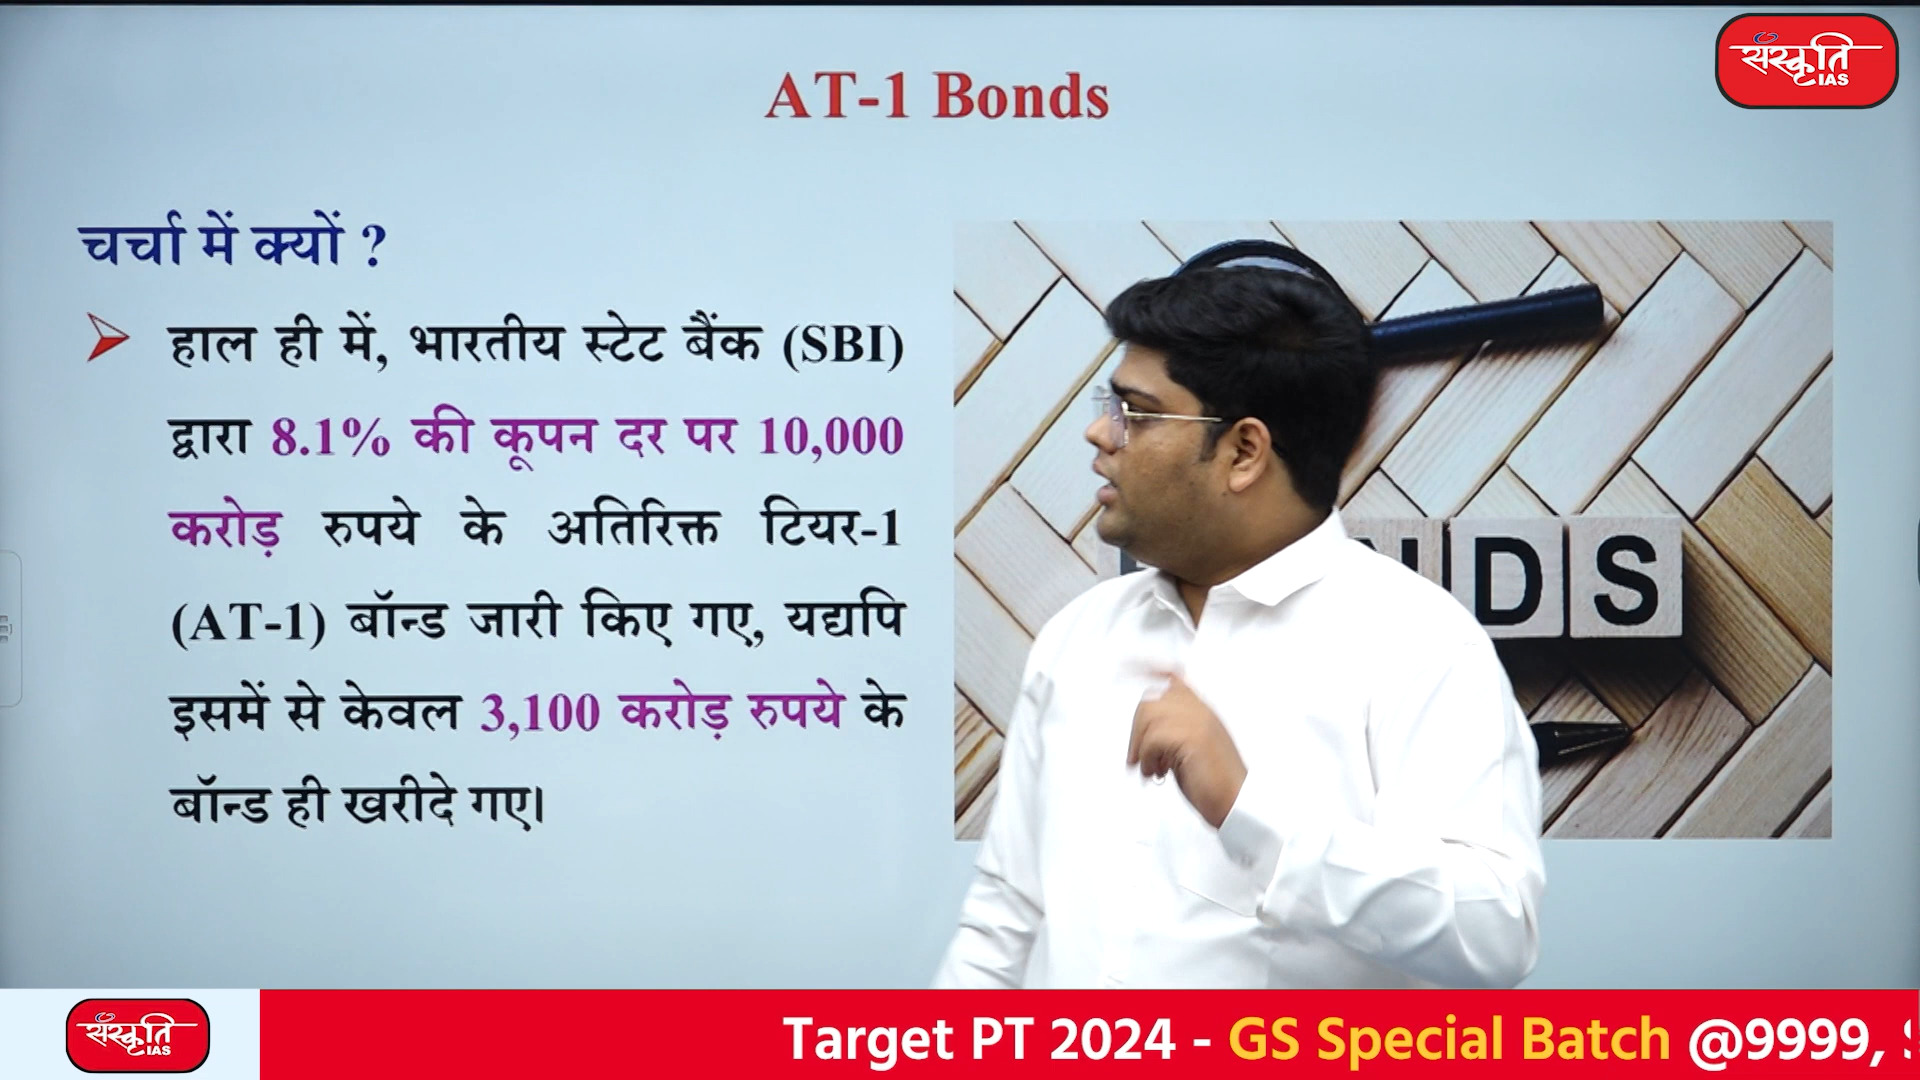 संस्कृति
IAS
AT-1 Bonds
चर्चा में क्यों ?
हाल ही में, भारतीय स्टेट बैंक (SBI)
द्वारा 8.1% की कूपन दर पर 10,000
करोड़ रुपये के अतिरिक्त टियर-1
(AT-1) बॉन्ड जारी किए गए, यद्यपि
इसमें से केवल 3,100 करोड़ रुपये के
बॉन्ड ही खरीदे गए।
DS
संस्कृति
IAS
Target PT 2024 - GS Special Batch @9999,